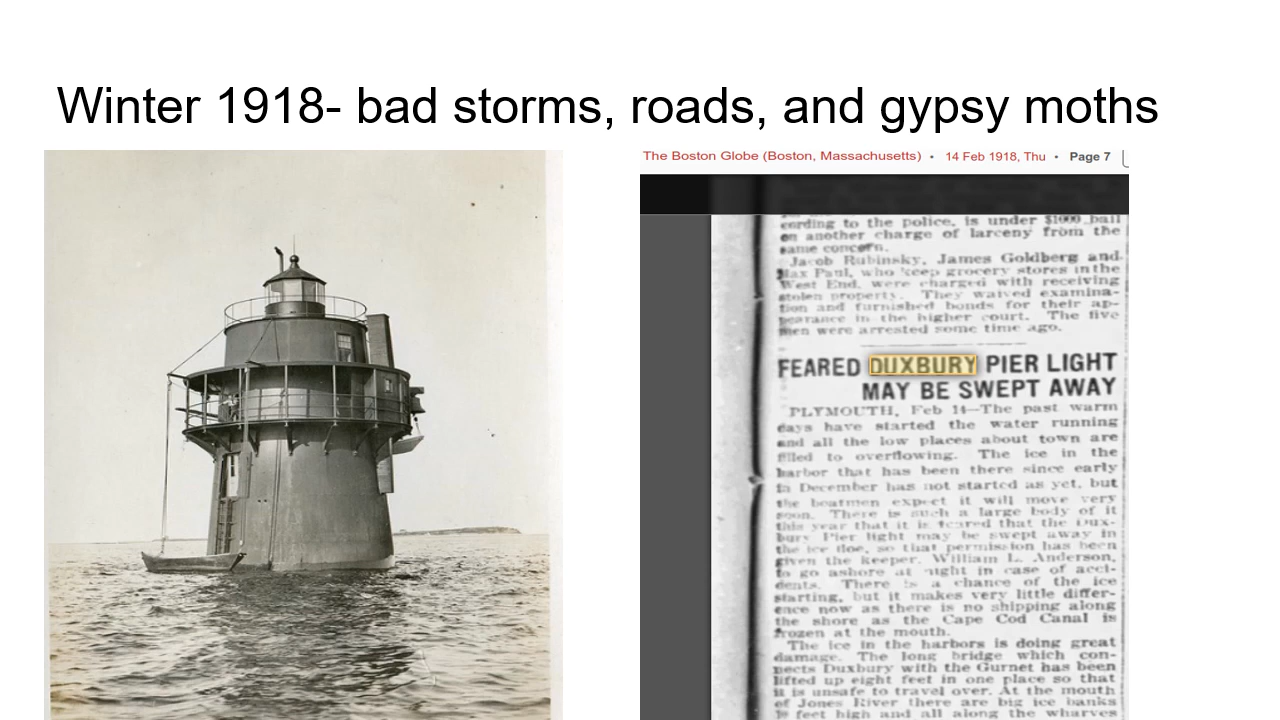 Winter 1918- bad storms, roads, and gypsy moths
The Boston Globe (Boston, Massachusetts) • 14 Feb 1918, Thu • Page 7
cording to the police, is under $1000 bail
on another charge of larceny from the
same concern.
Jacob Rubinsky, James Goldberg and
Max Paul, who keep grocery stores in the
West End, were charged with receiving
stolen property. They waived examina-
tion and furnished bonds for their ap-
pearance in the higher court. The five
men were arrested some time ago.
FEARED DUXBURY PIER LIGHT
MAY BE SWEPT AWAY
PLYMOUTH, Feb 14—The past warm
days have started the water running
and all the low places about town are
filled to overflowing. The ice in the
harbor that has been there since early
in December has not started as yet, but
the boatmen expect it will move very
soon. There is such a large body of it
this year that it is feared that the Dux-
bury Pier light may be swept away in
the ice floe, so that permission has been
given the keeper, William L. Anderson,
to go ashore at night in case of acci-
dents. There is a chance of the ice
starting, but it makes very little differ-
ence now as there is no shipping along
the shore as the Cape Cod Canal is
frozen at the mouth.
The ice in the harbors is doing great
damage. The long bridge which con-
nects Duxbury with the Gurnet has been
lifted up eight feet in one place so that
it is unsafe to travel over. At the mouth
of Jones River there are big ice banks
feet high and all along the wharves